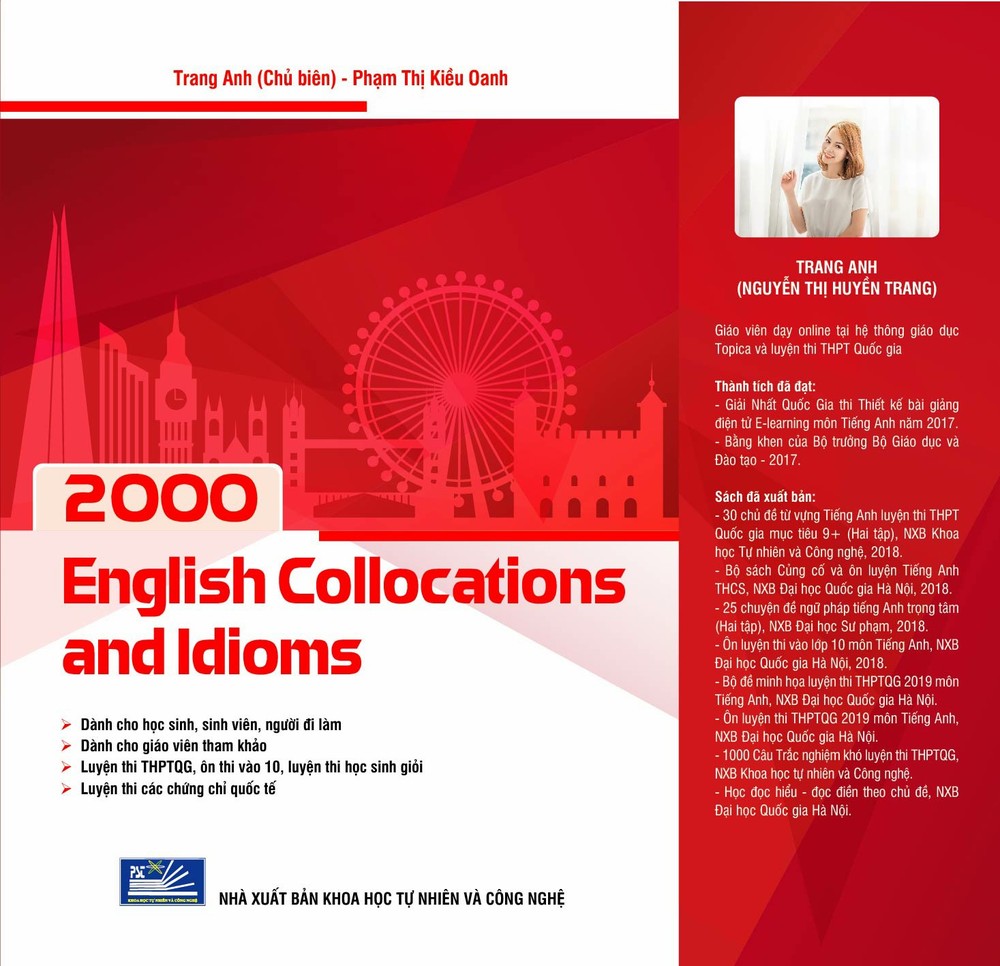 Trang Anh (Chủ biên) - Phạm Thị Kiều Oanh
2000
English Collocations
and Idioms
➢ Dành cho học sinh, sinh viên, người đi làm
➢ Dành cho giáo viên tham khảo
➢ Luyện thi THPTQG, ôn thi vào 10, luyện thi học sinh giỏi
➢ Luyện thi các chứng chỉ quốc tế
PSC
KHOA HỌC TỰ NHIÊN VÀ CÔNG NGHỆ
NHÀ XUẤT BẢN KHOA HỌC TỰ NHIÊN VÀ CÔNG NGHỆ
TRANG ANH
(NGUYỄN THỊ HUYỀN TRANG)
Giáo viên dạy online tại hệ thông giáo dục
Topica và luyện thi THPT Quốc gia
Thành tích đã đạt:
- Giải Nhất Quốc Gia thi Thiết kế bài giảng
điện tử E-learning môn Tiếng Anh năm 2017.
- Bằng khen của Bộ trưởng Bộ Giáo dục và
Đào tạo - 2017.
Sách đã xuất bản:
- 30 chủ đề từ vựng Tiếng Anh luyện thi THPT
Quốc gia mục tiêu 9+ (Hai tập), NXB Khoa
học Tự nhiên và Công nghệ, 2018.
- Bộ sách Củng cố và ôn luyện Tiếng Anh
THCS, NXB Đại học Quốc gia Hà Nội, 2018.
- 25 chuyện đề ngữ pháp tiếng Anh trọng tâm
(Hai tập), NXB Đại học Sư phạm, 2018.
- Ôn luyện thi vào lớp 10 môn Tiếng Anh, NXB
Đại học Quốc gia Hà Nội, 2018.
- Bộ đề minh họa luyện thi THPTQG 2019 môn
Tiếng Anh, NXB Đại học Quốc gia Hà Nội.
- Ôn luyện thi THPTQG 2019 môn Tiếng Anh,
NXB Đại học Quốc gia Hà Nội.
- 1000 Câu Trắc nghiệm khó luyện thi THPTQG,
NXB Khoa học tự nhiên và Công nghệ.
- Học đọc hiểu - đọc điền theo chủ đề, NXB
Đại học Quốc gia Hà Nội.